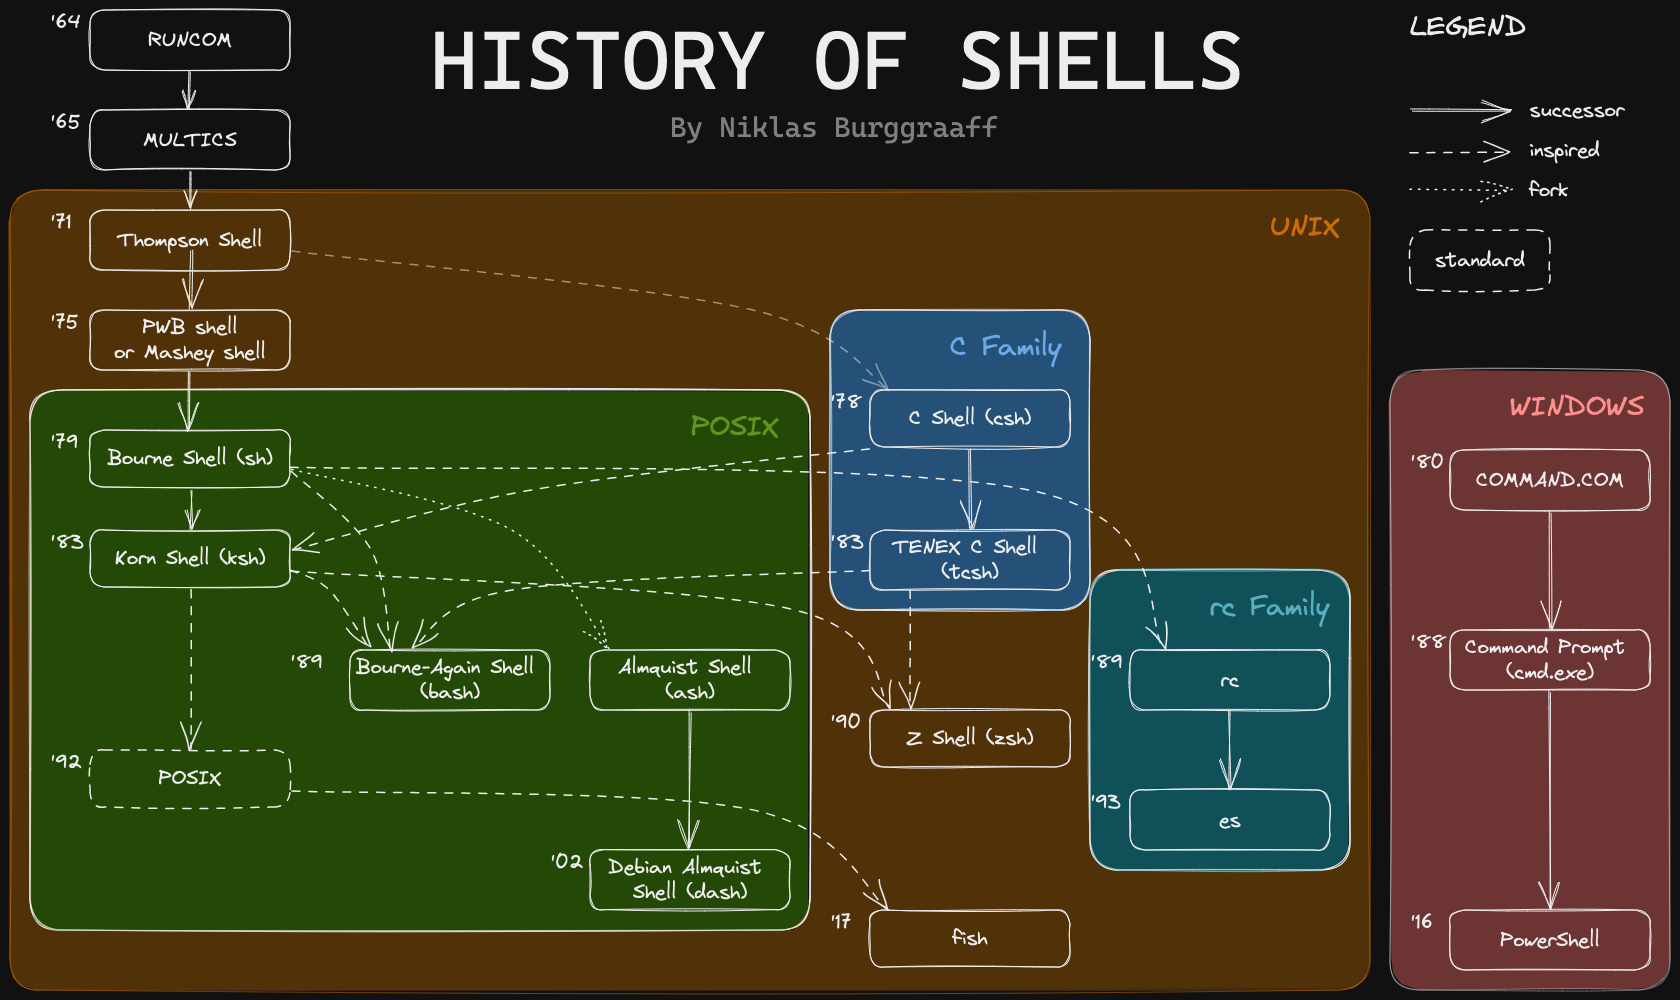 HISTORY OF SHELLS
By Niklas Burggraaff
LEGEND
successor
inspired
fork
standard
'64
RUNCOM
'65
MULTICS
UNIX
'71
Thompson Shell
'75
PWB shell
or Mashey shell
POSIX
'79
Bourne Shell (sh)
'83
Korn Shell (ksh)
'89
Bourne-Again Shell
(bash)
Almquist Shell
(ash)
'92
POSIX
'02
Debian Almquist
Shell (dash)
C Family
'78
C Shell (csh)
'83
TENEX C Shell
(tcsh)
'90
Z Shell (zsh)
'17
fish
rc Family
'89
rc
'93
es
WINDOWS
'80
COMMAND.COM
'88
Command Prompt
(cmd.exe)
'16
PowerShell